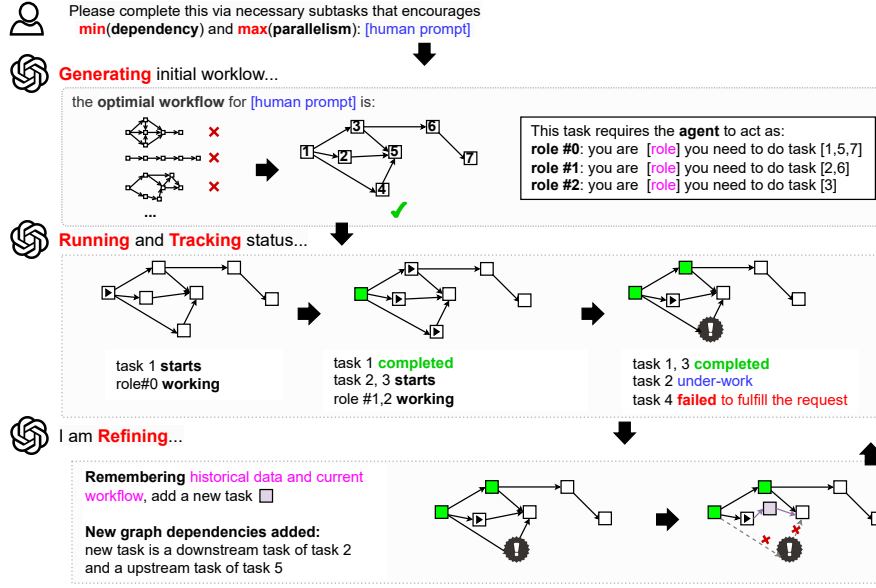 Please complete this via necessary subtasks that encourages
min(dependency) and max(parallelism): [human prompt]
Generating initial worklow...
the optimial workflow for [human prompt] is:
...
1
2
3
4
5
6
7
This task requires the agent to act as:
role #0: you are [role] you need to do task [1,5,7]
role #1: you are [role] you need to do task [2,6]
role #2: you are [role] you need to do task [3]
Running and Tracking status...
task 1 starts
role#0 working
task 1 completed
task 2, 3 starts
role #1,2 working
!
task 1, 3 completed
task 2 under-work
task 4 failed to fulfill the request
I am Refining...
Remembering historical data and current
workflow, add a new task
New graph dependencies added:
new task is a downstream task of task 2
and a upstream task of task 5
!
!